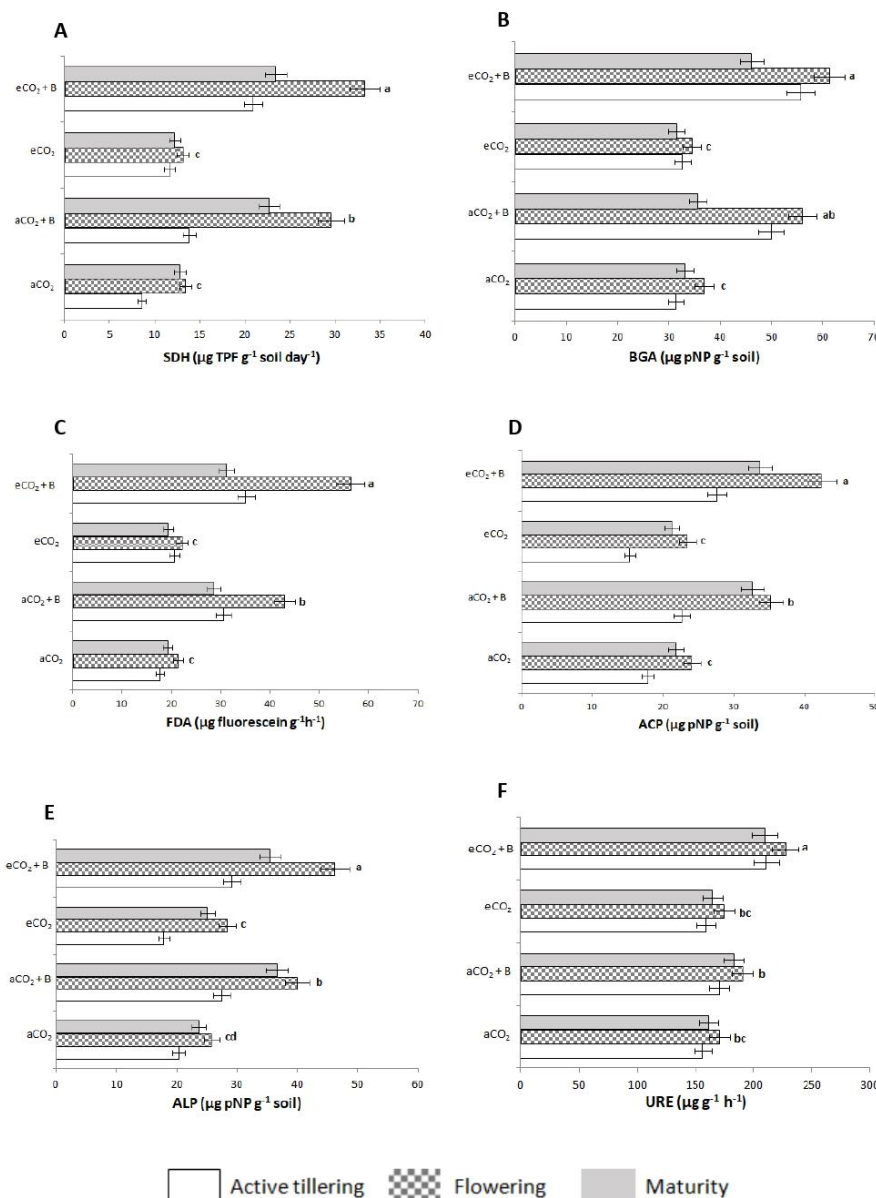 A
eCO₂ + B
a
eCO₂
c
aCO₂ + B
b
aCO₂
c
0 5 10 15 20 25 30 35 40
SDH (µg TPF g⁻¹ soil day⁻¹)
B
eCO₂ + B
a
eCO₂
c
aCO₂ + B
ab
aCO₂
c
0 10 20 30 40 50 60 70
BGA (µg pNP g⁻¹ soil)
C
eCO₂ + B
a
eCO₂
c
aCO₂ + B
b
aCO₂
c
0 10 20 30 40 50 60 70
FDA (µg fluorescein g⁻¹h⁻¹)
D
eCO₂ + B
a
eCO₂
c
aCO₂ + B
b
aCO₂
c
0 10 20 30 40 50
ACP (µg pNP g⁻¹ soil)
E
eCO₂ + B
a
eCO₂
c
aCO₂ + B
b
aCO₂
cd
0 10 20 30 40 50 60
ALP (µg pNP g⁻¹ soil)
F
eCO₂ + B
a
eCO₂
bc
aCO₂ + B
b
aCO₂
bc
0 50 100 150 200 250 300
URE (µg g⁻¹ h⁻¹)
Active tillering Flowering Maturity